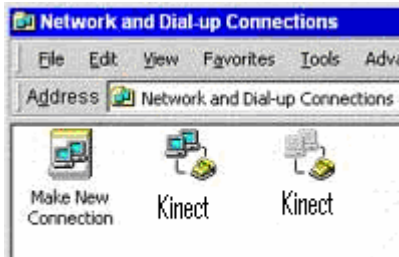 Network and Dial-up Connections
File Edit View Favorites Tools Adva
Address Network and Dial-up Connections
Make New Connection
Kinect
Kinect